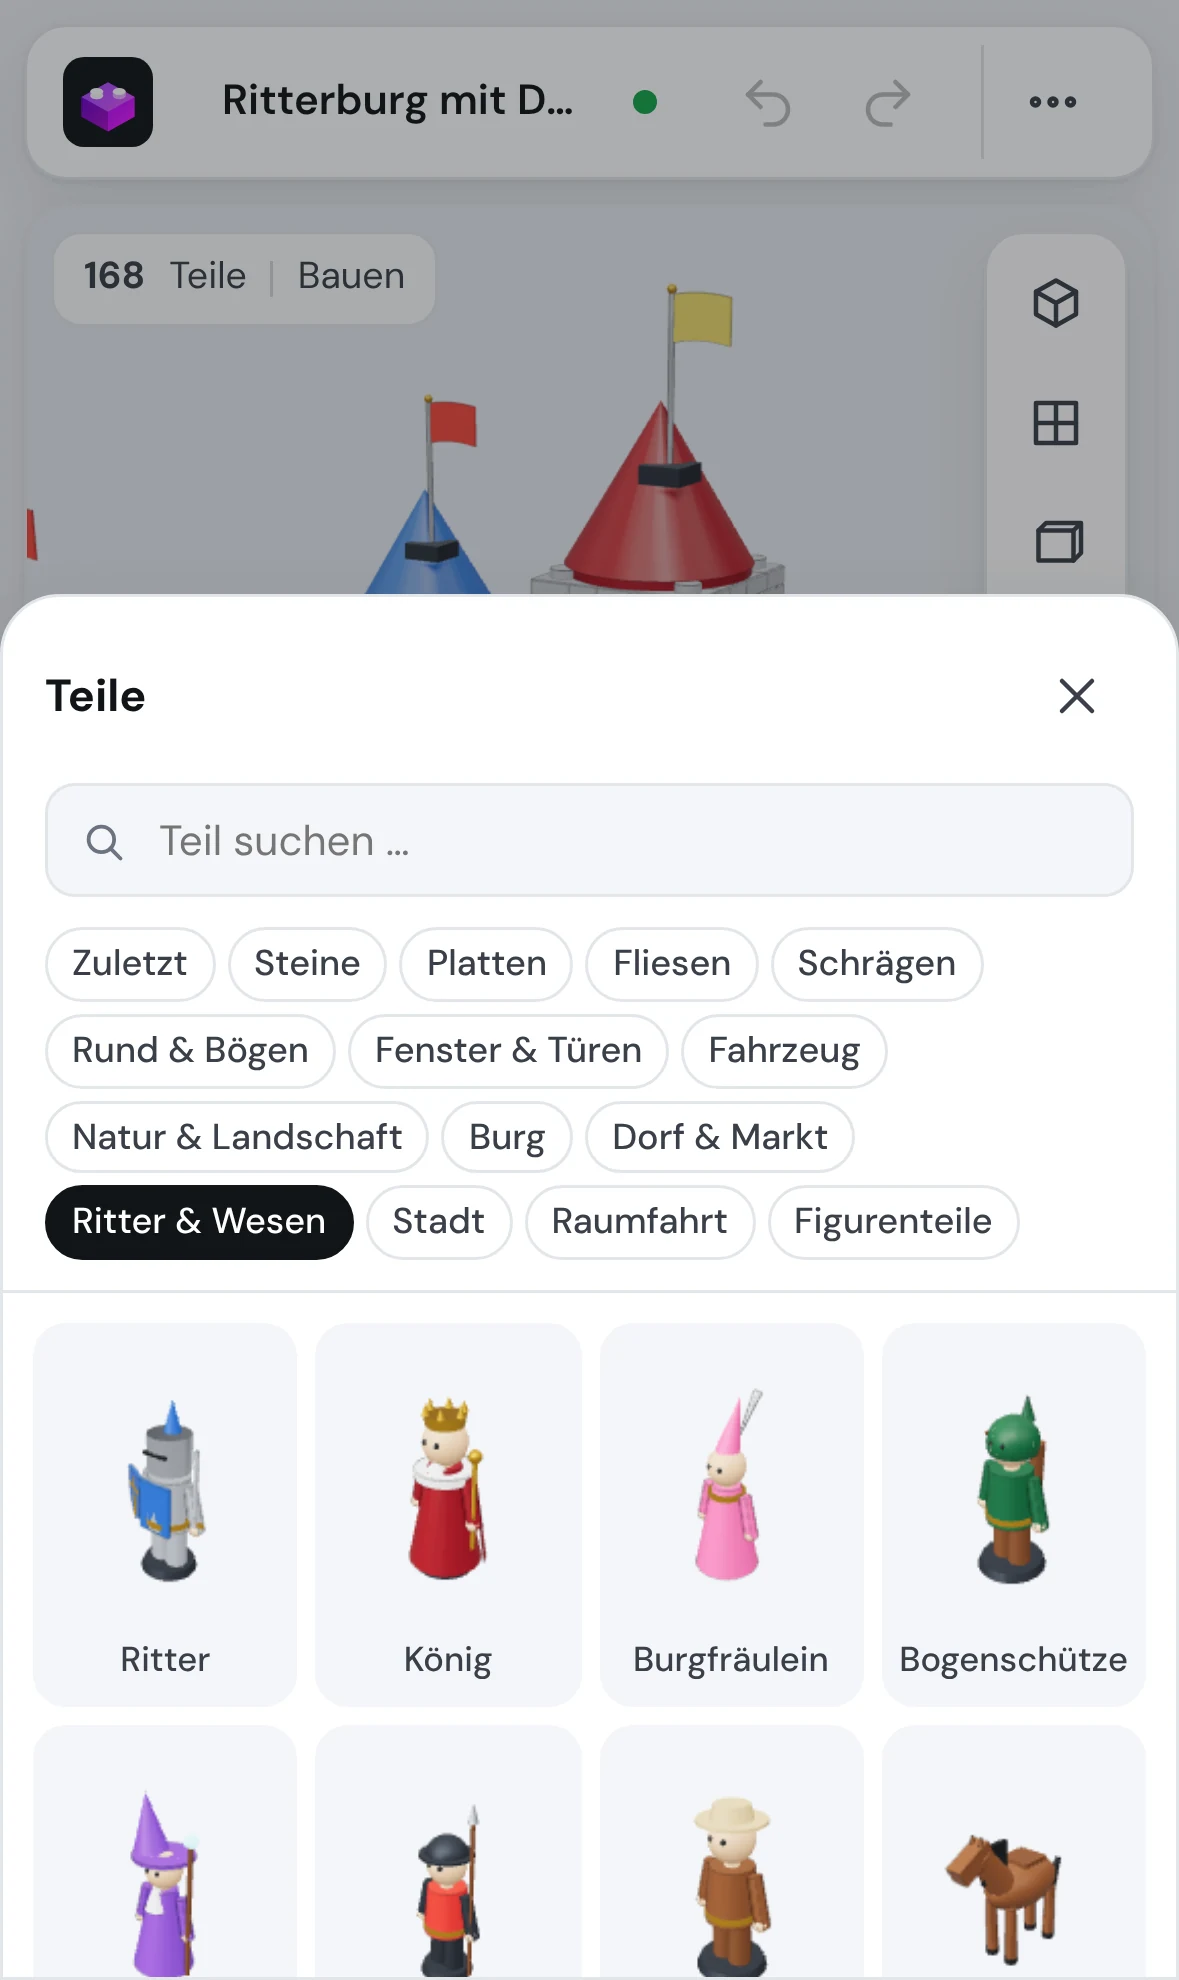 Ritterburg mit D...
168 Teile | Bauen
Teile
Teil suchen ...
Zuletzt Steine Platten Fliesen Schrägen
Rund & Bögen Fenster & Türen Fahrzeug
Natur & Landschaft Burg Dorf & Markt
Ritter & Wesen Stadt Raumfahrt Figurenteile
Ritter König Burgfräulein Bogenschütze